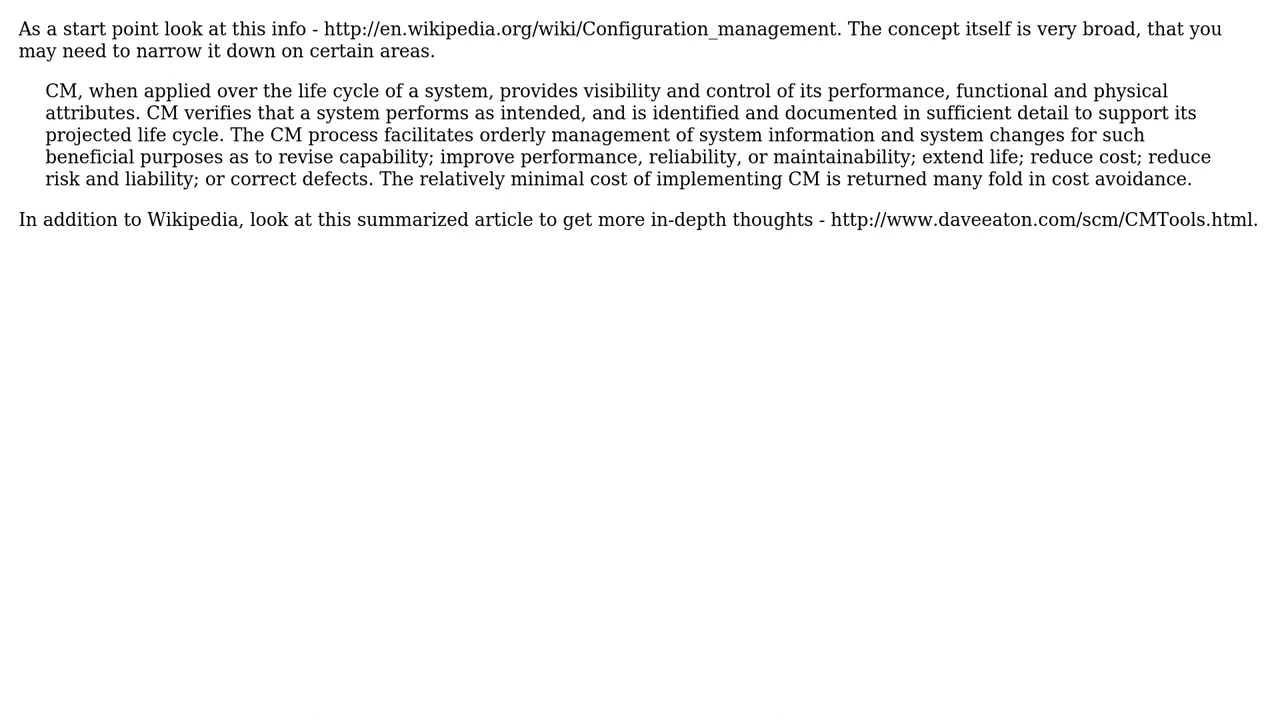 As a start point look at this info - http://en.wikipedia.org/wiki/Configuration_management. The concept itself is very broad, that you
may need to narrow it down on certain areas.
CM, when applied over the life cycle of a system, provides visibility and control of its performance, functional and physical
attributes. CM verifies that a system performs as intended, and is identified and documented in sufficient detail to support its
projected life cycle. The CM process facilitates orderly management of system information and system changes for such
beneficial purposes as to revise capability; improve performance, reliability, or maintainability; extend life; reduce cost; reduce
risk and liability; or correct defects. The relatively minimal cost of implementing CM is returned many fold in cost avoidance.
In addition to Wikipedia, look at this summarized article to get more in-depth thoughts - http://www.daveeaton.com/scm/CMTools.html.